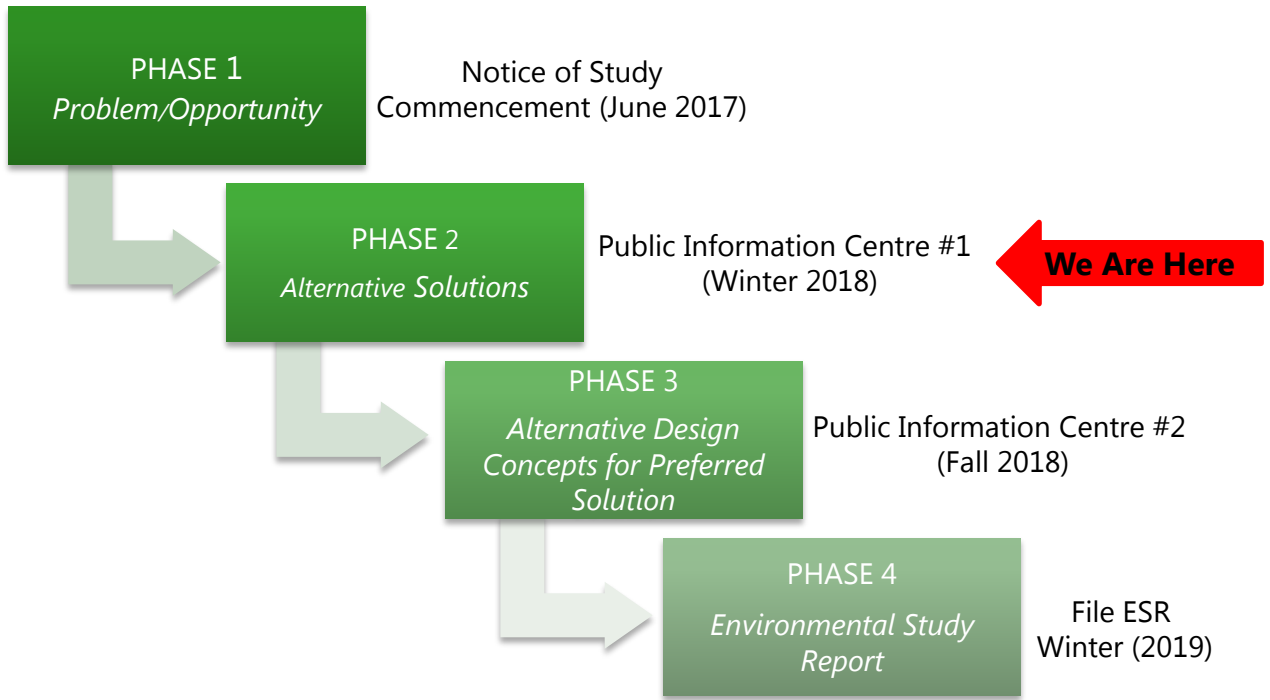 PHASE 1
Problem/Opportunity
Notice of Study
Commencement (June 2017)
PHASE 2
Alternative Solutions
Public Information Centre #1
(Winter 2018)
We Are Here
PHASE 3
Alternative Design
Concepts for Preferred
Solution
Public Information Centre #2
(Fall 2018)
PHASE 4
Environmental Study
Report
File ESR
Winter (2019)